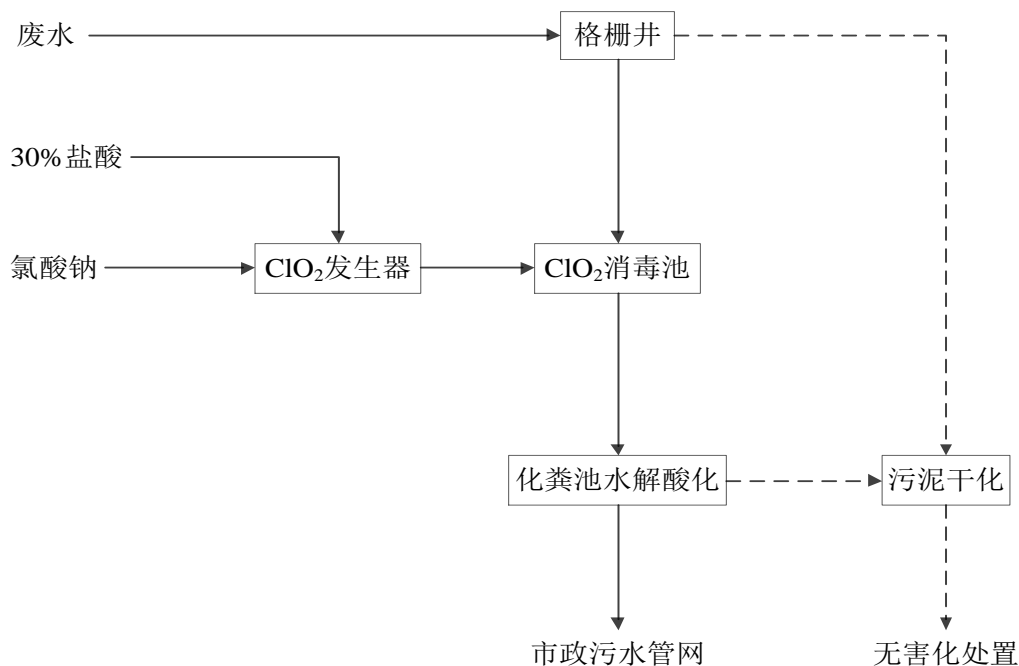 废水
格栅井
30%盐酸
氯酸钠
ClO₂发生器
ClO₂消毒池
化粪池水解酸化
污泥干化
市政污水管网
无害化处置